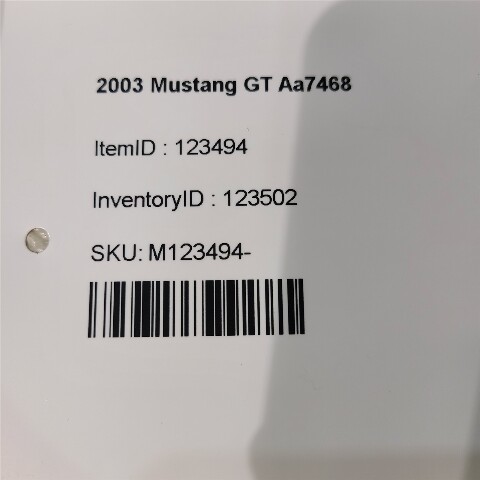 2003 Mustang GT Aa7468
ItemID : 123494
InventoryID : 123502
SKU: M123494-